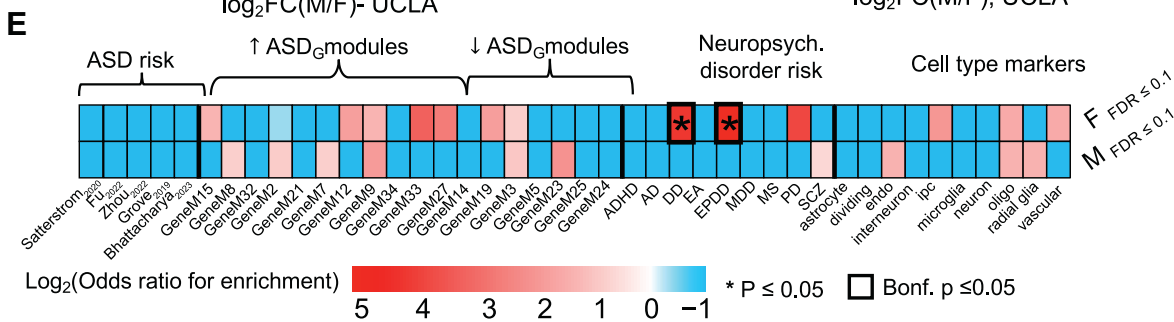 log₂FC(M/F)- UCLA
log₂FC(M/F), UCLA
E
ASD risk
↑ ASD_Gmodules
↓ ASD_Gmodules
Neuropsych.
disorder risk
Cell type markers
* *
F FDR ≤ 0.1
M FDR ≤ 0.1
Satterstrom2020
Fu2022
Zhou2022
Grove2019
Bhattacharya2023
GeneM15
GeneM8
GeneM32
GeneM2
GeneM21
GeneM7
GeneM12
GeneM9
GeneM34
GeneM33
GeneM27
GeneM14
GeneM19
GeneM3
GeneM5
GeneM23
GeneM25
GeneM24
ADHD
AD
DD
EA
EPDD
MDD
MS
PD
SCZ
astrocyte
dividing
endo
interneuron
ipc
microglia
neuron
oligo
radial glia
vascular
Log₂(Odds ratio for enrichment)
5 4 3 2 1 0 −1
* P ≤ 0.05
Bonf. p ≤0.05